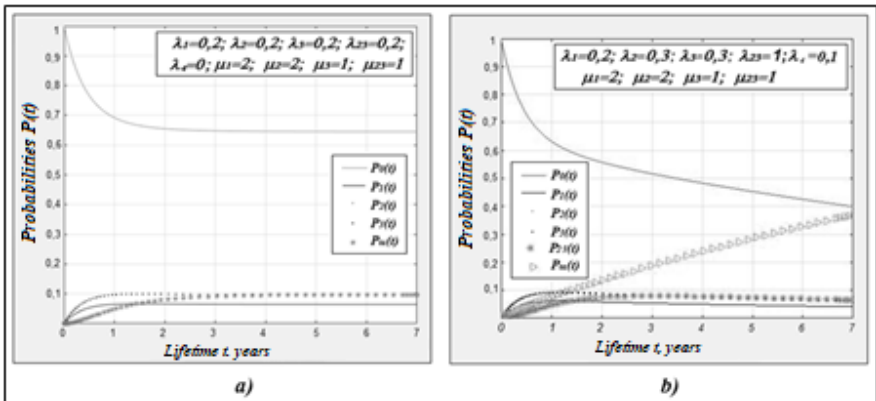 λ1=0,2; λ2=0,2; λ3=0,2; λ23=0,2;
λ4=0; μ1=2; μ2=2; μ3=1; μ23=1
Probabilities Pi(t)
1
0,9
0,8
0,7
0,6
0,5
0,4
0,3
0,2
0,1
P0(t)
P1(t)
P2(t)
P3(t)
0 1 2 3 4 5 6 7
Lifetime t. years
a)
λ1=0,2; λ2=0,3; λ3=0,3; λ23=1; =0,1
μ1=2; μ2=2; μ3=1; μ23=1
Probabilities Pi(t)
1
0,9
0,8
0,7
0,6
0,5
0,4
0,3
0,2
0,1
P0(t)
P2(t)
P3(t)
P23(t)
0 1 2 3 4 5 6 7
Lifetime t, years
b)